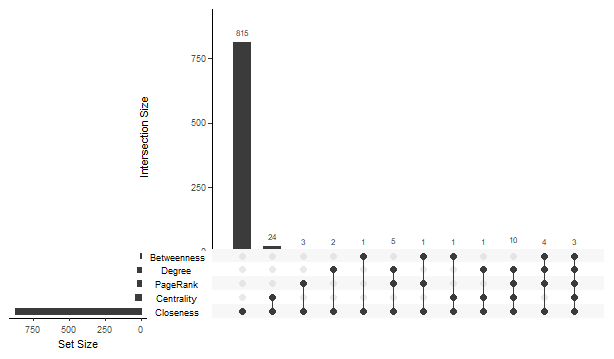 815
750
500
250
0
Intersection Size
24
3
2
1
5
1
1
1
10
4
3
Betweenness
Degree
PageRank
Centrality
Closeness
750
500
250
0
Set Size